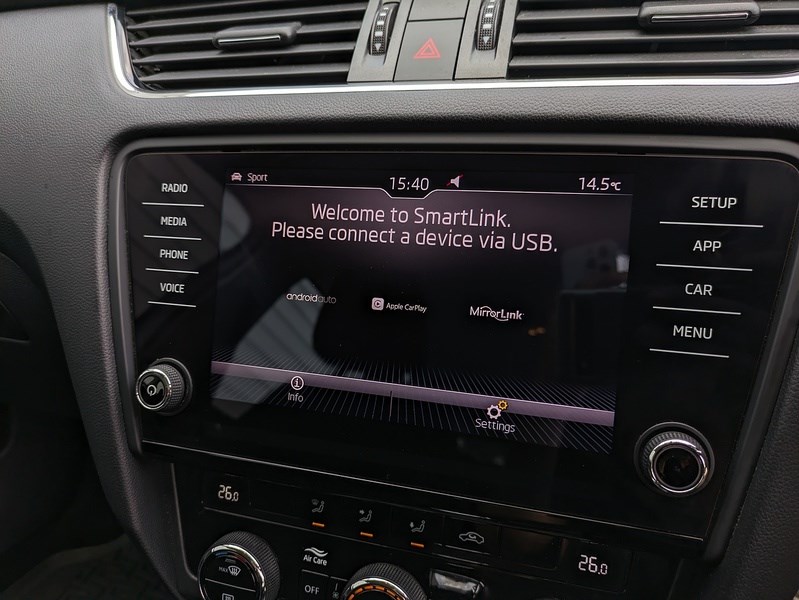 Sport
15:40
14.5°C
RADIO
MEDIA
PHONE
VOICE
Welcome to SmartLink.
Please connect a device via USB.
androidauto
Apple CarPlay
MirrorLink
Info
Settings
SETUP
APP
CAR
MENU
26.0
26.0
MAX
Air Care
OFF